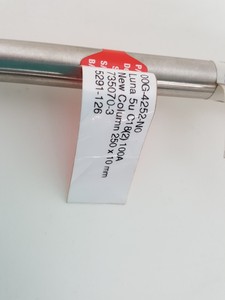 P/ 00G-4252-N0
D Luna 5u C18(2) 100A
New Column 250 x 10 mm
S/ 735070-3
B/ 5291-126